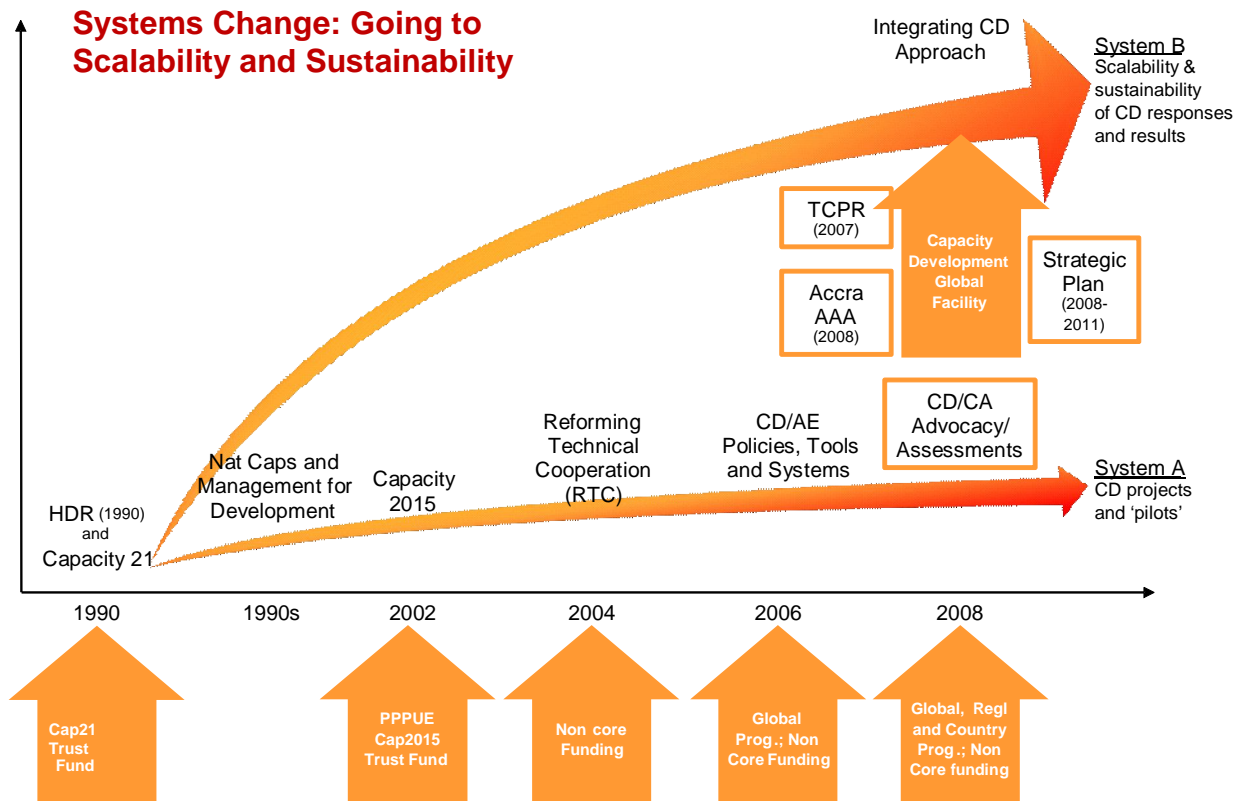 Systems Change: Going to
Scalability and Sustainability
Integrating CD
Approach
System B
Scalability &
sustainability
of CD responses
and results
TCPR
(2007)
Accra
AAA
(2008)
Capacity
Development
Global
Facility
Strategic
Plan
(2008-
2011)
CD/CA
Advocacy/
Assessments
HDR (1990)
and
Capacity 21
Nat Caps and
Management for
Development
Capacity
2015
Reforming
Technical
Cooperation
(RTC)
CD/AE
Policies, Tools
and Systems
System A
CD projects
and ‘pilots’
1990
1990s
2002
2004
2006
2008
Cap21
Trust
Fund
PPPUE
Cap2015
Trust Fund
Non core
Funding
Global
Prog.; Non
Core Funding
Global, Regl
and Country
Prog.; Non
Core funding